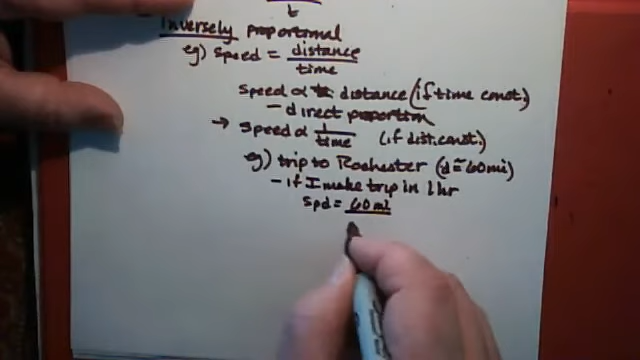 t
Inversely proportional
eg) speed = distance
time
speed ∝ distance (if time const.)
- direct proportion
→ speed ∝ 1
time (if dist. const.)
eg) trip to Rochester (d ≈ 60 mi)
- if I make trip in 1 hr
spd = 60 mi